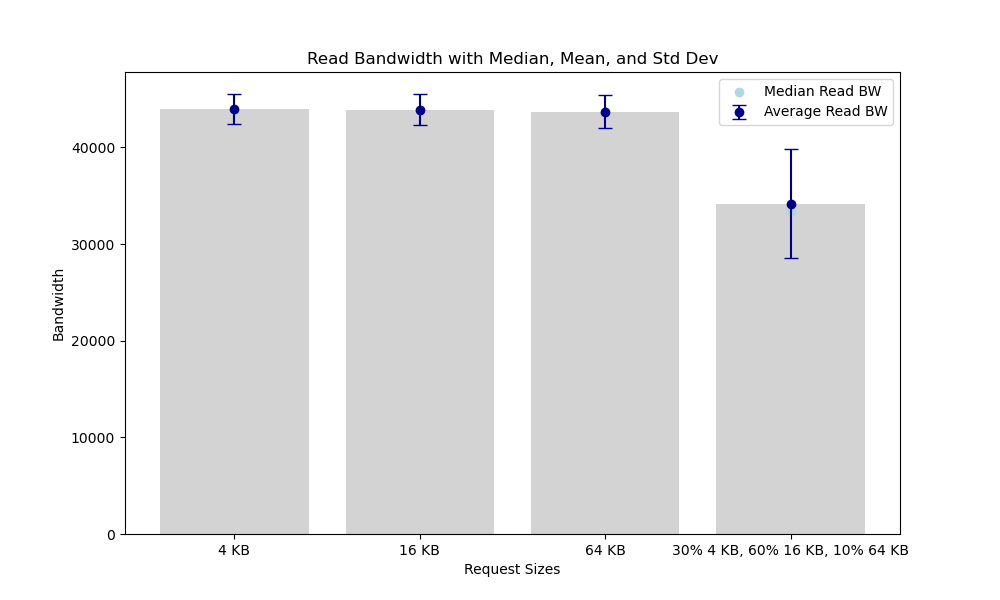 Read Bandwidth with Median, Mean, and Std Dev
Median Read BW
Average Read BW
Bandwidth
40000
30000
20000
10000
0
4 KB
16 KB
64 KB
30% 4 KB, 60% 16 KB, 10% 64 KB
Request Sizes